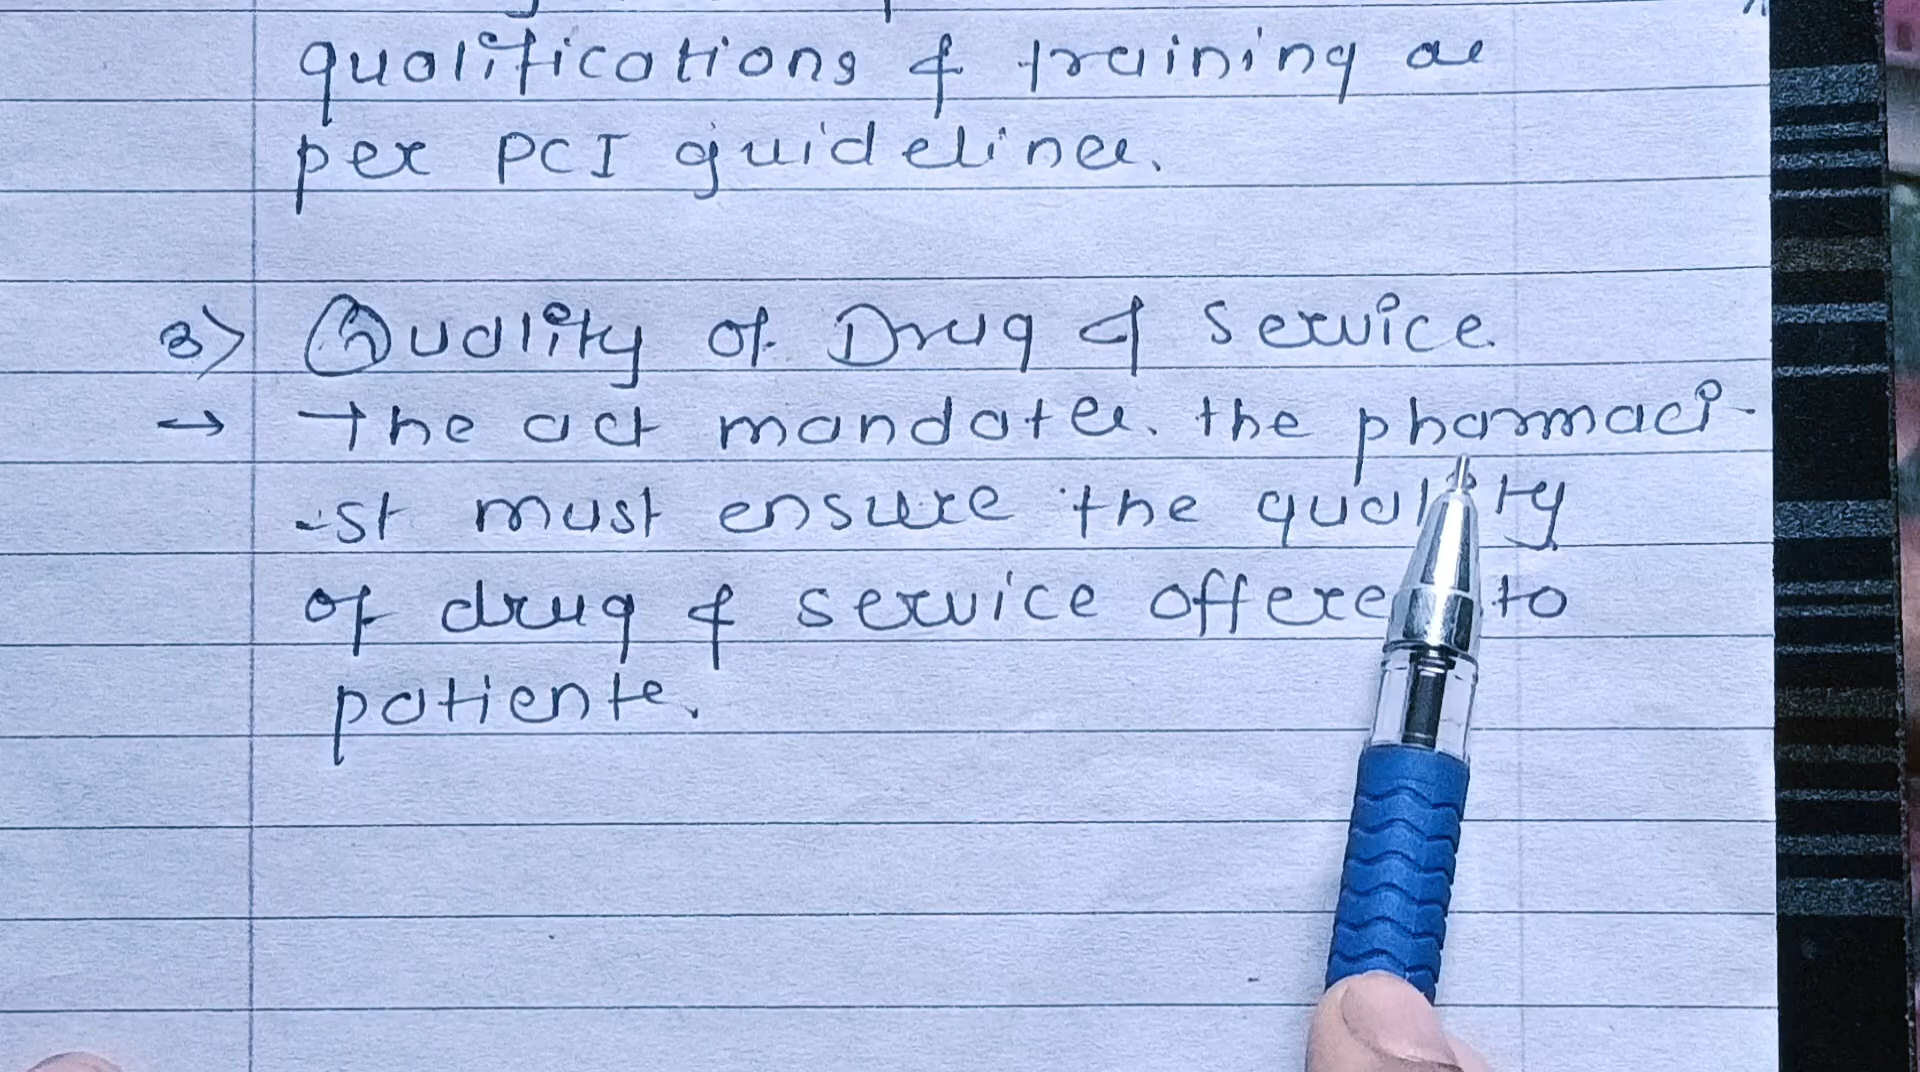 qualifications & training as
per PCI guidelines.
3) Quality of Drug & Service
→ The act mandates the pharmaci-
-st must ensure the quality
of drug & service offered to
patients.